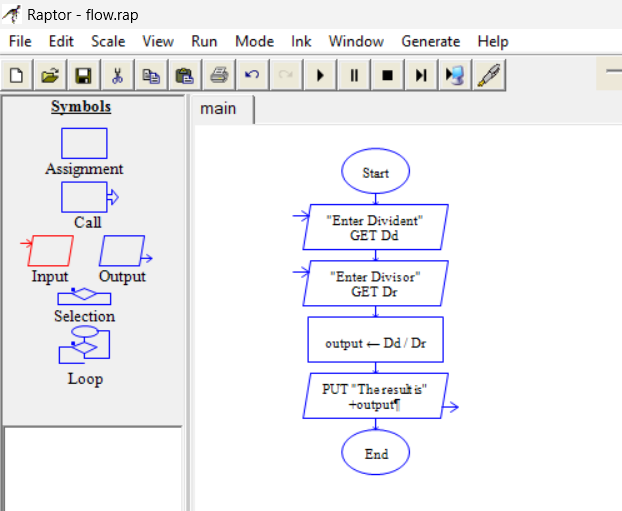 Raptor - flow.rap
File Edit Scale View Run Mode Ink Window Generate Help
Symbols
Assignment
Call
Input Output
Selection
Loop
main
Start
"Enter Divident"
GET Dd
"Enter Divisor"
GET Dr
output ← Dd / Dr
PUT "The result is"
+output¶
End